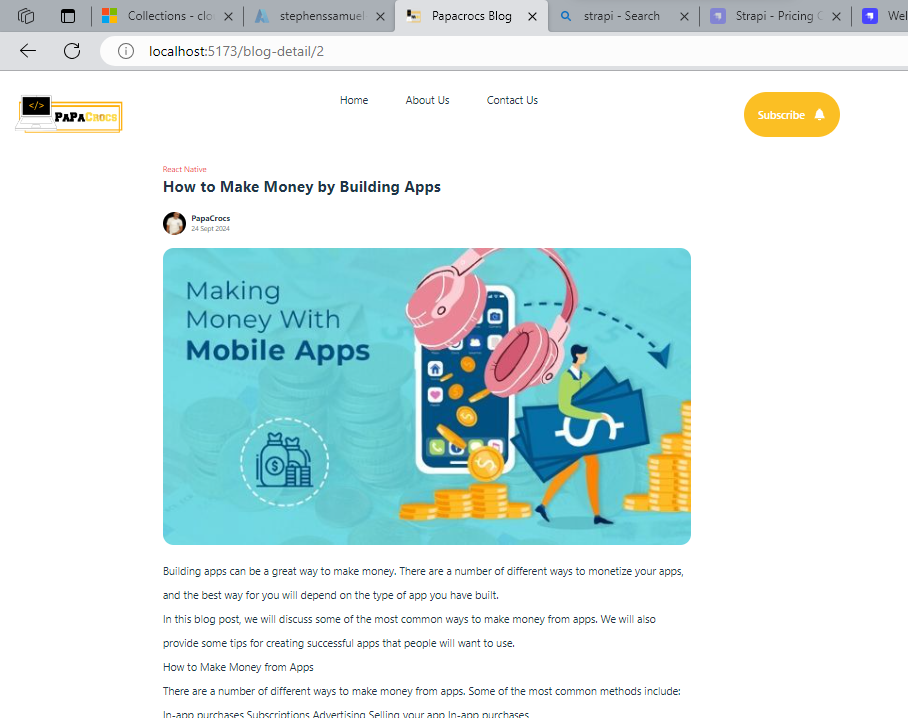 Collections - clo
stephenssamuel
Papacrocs Blog
strapi - Search
Strapi - Pricing C
Wel
localhost:5173/blog-detail/2
</>
PaPaCrocs
Home
About Us
Contact Us
Subscribe
React Native
How to Make Money by Building Apps
PapaCrocs
24 Sept 2024
Making
Money With
Mobile Apps
Building apps can be a great way to make money. There are a number of different ways to monetize your apps,
and the best way for you will depend on the type of app you have built.
In this blog post, we will discuss some of the most common ways to make money from apps. We will also
provide some tips for creating successful apps that people will want to use.
How to Make Money from Apps
There are a number of different ways to make money from apps. Some of the most common methods include:
In-app purchases Subscriptions Advertising Selling your app In-app purchases